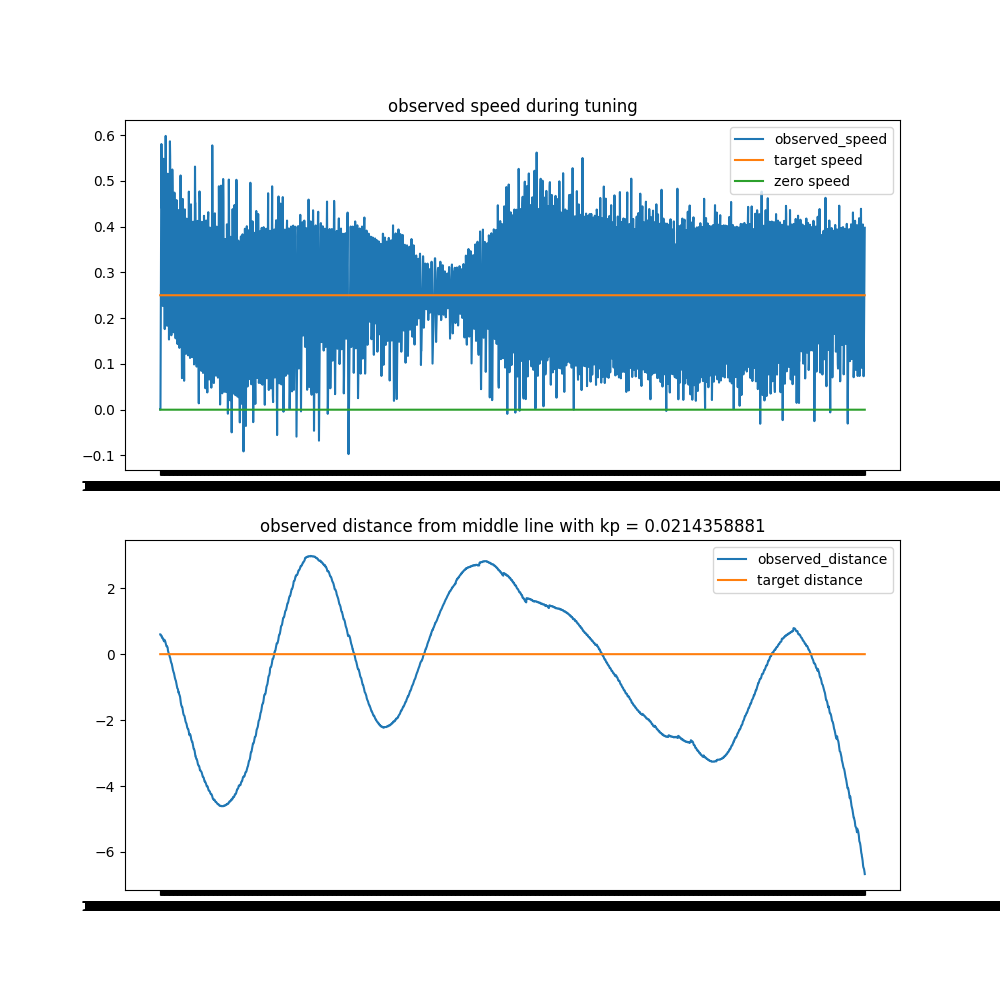 observed speed during tuning
observed_speed
target speed
zero speed
0.6
0.5
0.4
0.3
0.2
0.1
0.0
−0.1
observed distance from middle line with kp = 0.0214358881
observed_distance
target distance
2
0
−2
−4
−6